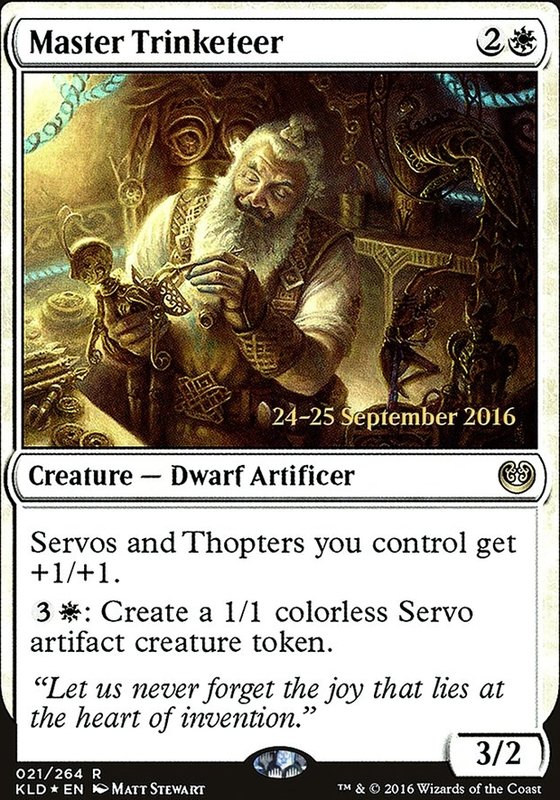 Master Trinketeer 2
24–25 September 2016
Creature — Dwarf Artificer
Servos and Thopters you control get
+1/+1.
3 : Create a 1/1 colorless Servo
artifact creature token.
“Let us never forget the joy that lies at
the heart of invention.”
3/2
021/264 R
KLD ★ EN Matt Stewart
™ & © 2016 Wizards of the Coast